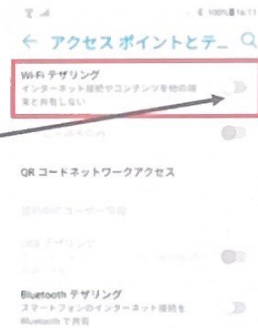 100% 16:11
← アクセスポイントとテ… Q
Wi-Fi テザリング
インターネット接続やコンテンツを他の端
末と共有しない
QR コードネットワークアクセス
Bluetooth テザリング
スマートフォンのインターネット接続を
Bluetooth で共有